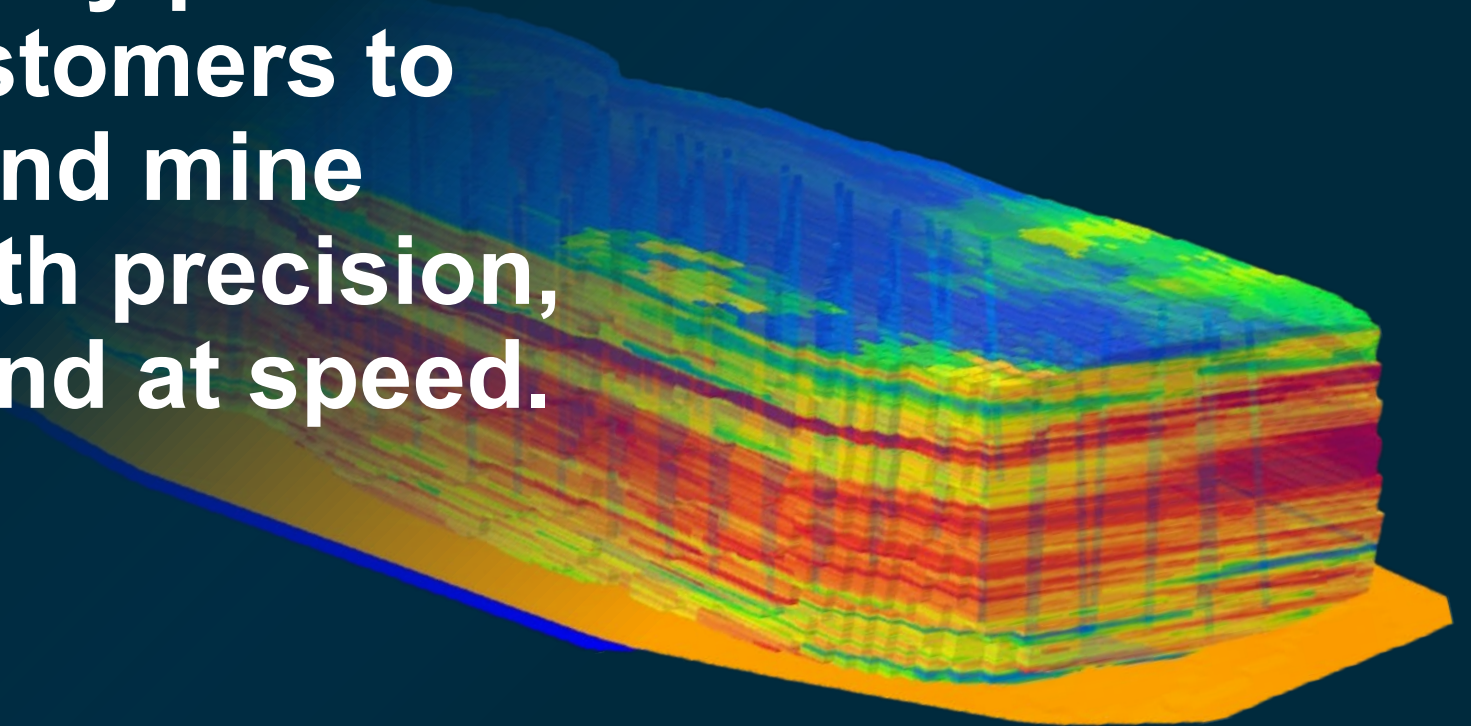 stomers to
nd mine
th precision,
nd at speed.